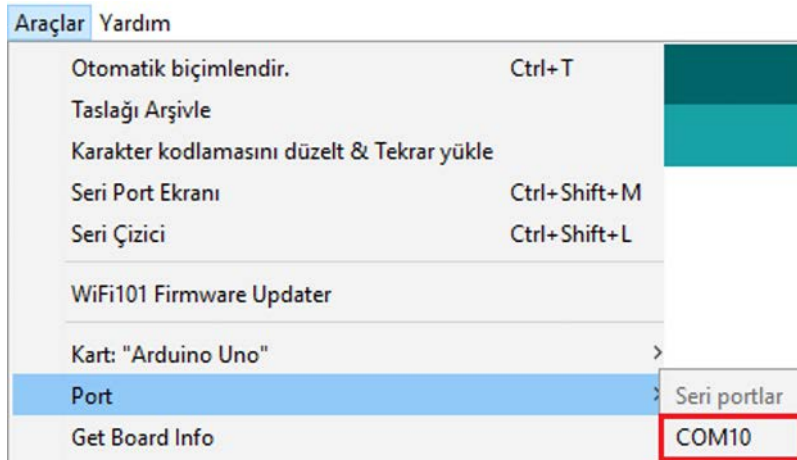 Araçlar Yardım
Otomatik biçimlendir. Ctrl+T
Taslağı Arşivle
Karakter kodlamasını düzelt & Tekrar yükle
Seri Port Ekranı Ctrl+Shift+M
Seri Çizici Ctrl+Shift+L
WiFi101 Firmware Updater
Kart: "Arduino Uno"
Port
Seri portlar
Get Board Info
COM10